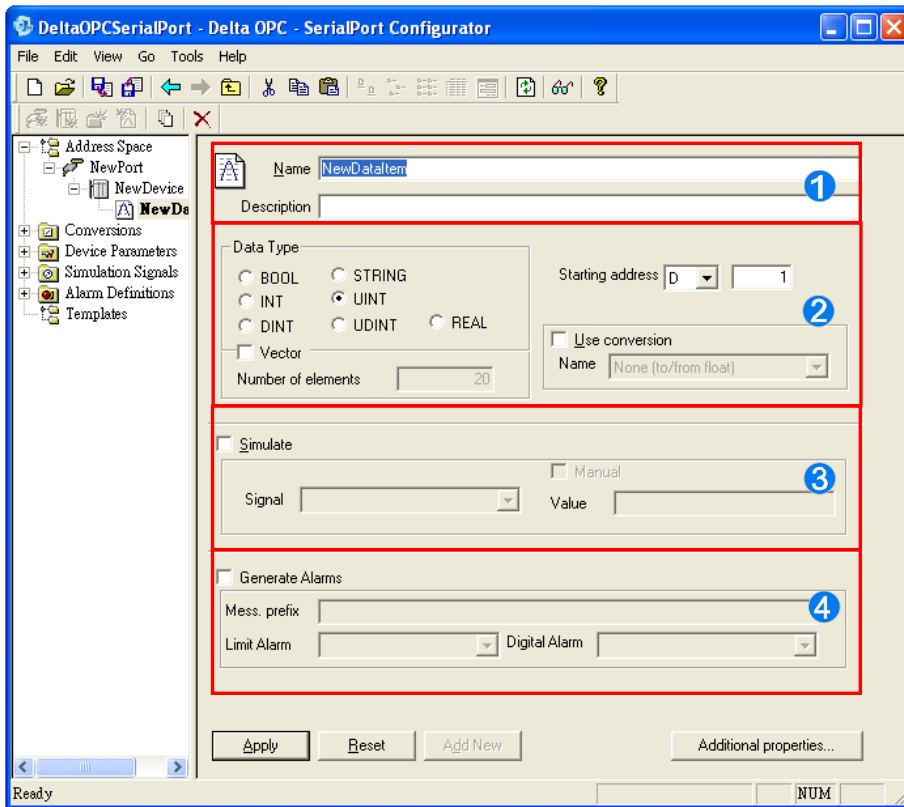 DeltaOPCSerialPort - Delta OPC - SerialPort Configurator
File Edit View Go Tools Help
Address Space
NewPort
NewDevice
NewDa
Conversions
Device Parameters
Simulation Signals
Alarm Definitions
Templates
Name NewDataItem
Description
1
Data Type
BOOL STRING
INT UINT
DINT UDINT REAL
Vector
Number of elements 20
Starting address D 1
2
Use conversion
Name None (to/from float)
Simulate
Manual
Signal Value
3
Generate Alarms
Mess. prefix
4
Limit Alarm Digital Alarm
Apply Reset Add New Additional properties...
Ready NUM